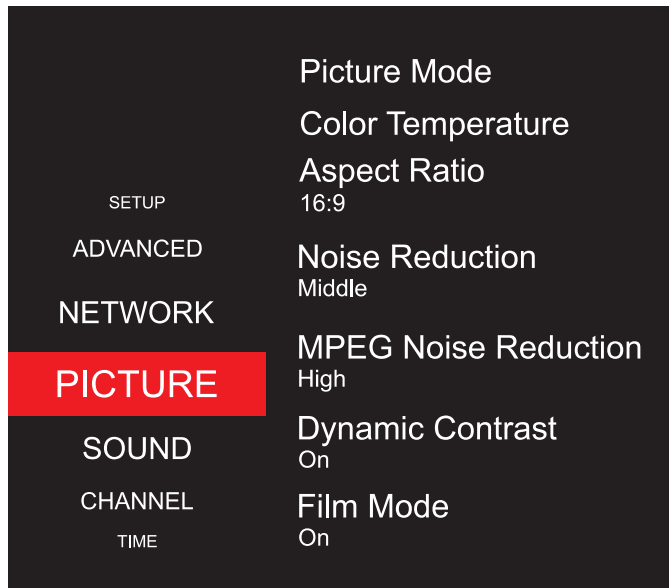 SETUP
ADVANCED
NETWORK
PICTURE
SOUND
CHANNEL
TIME
Picture Mode
Color Temperature
Aspect Ratio
16:9
Noise Reduction
Middle
MPEG Noise Reduction
High
Dynamic Contrast
On
Film Mode
On